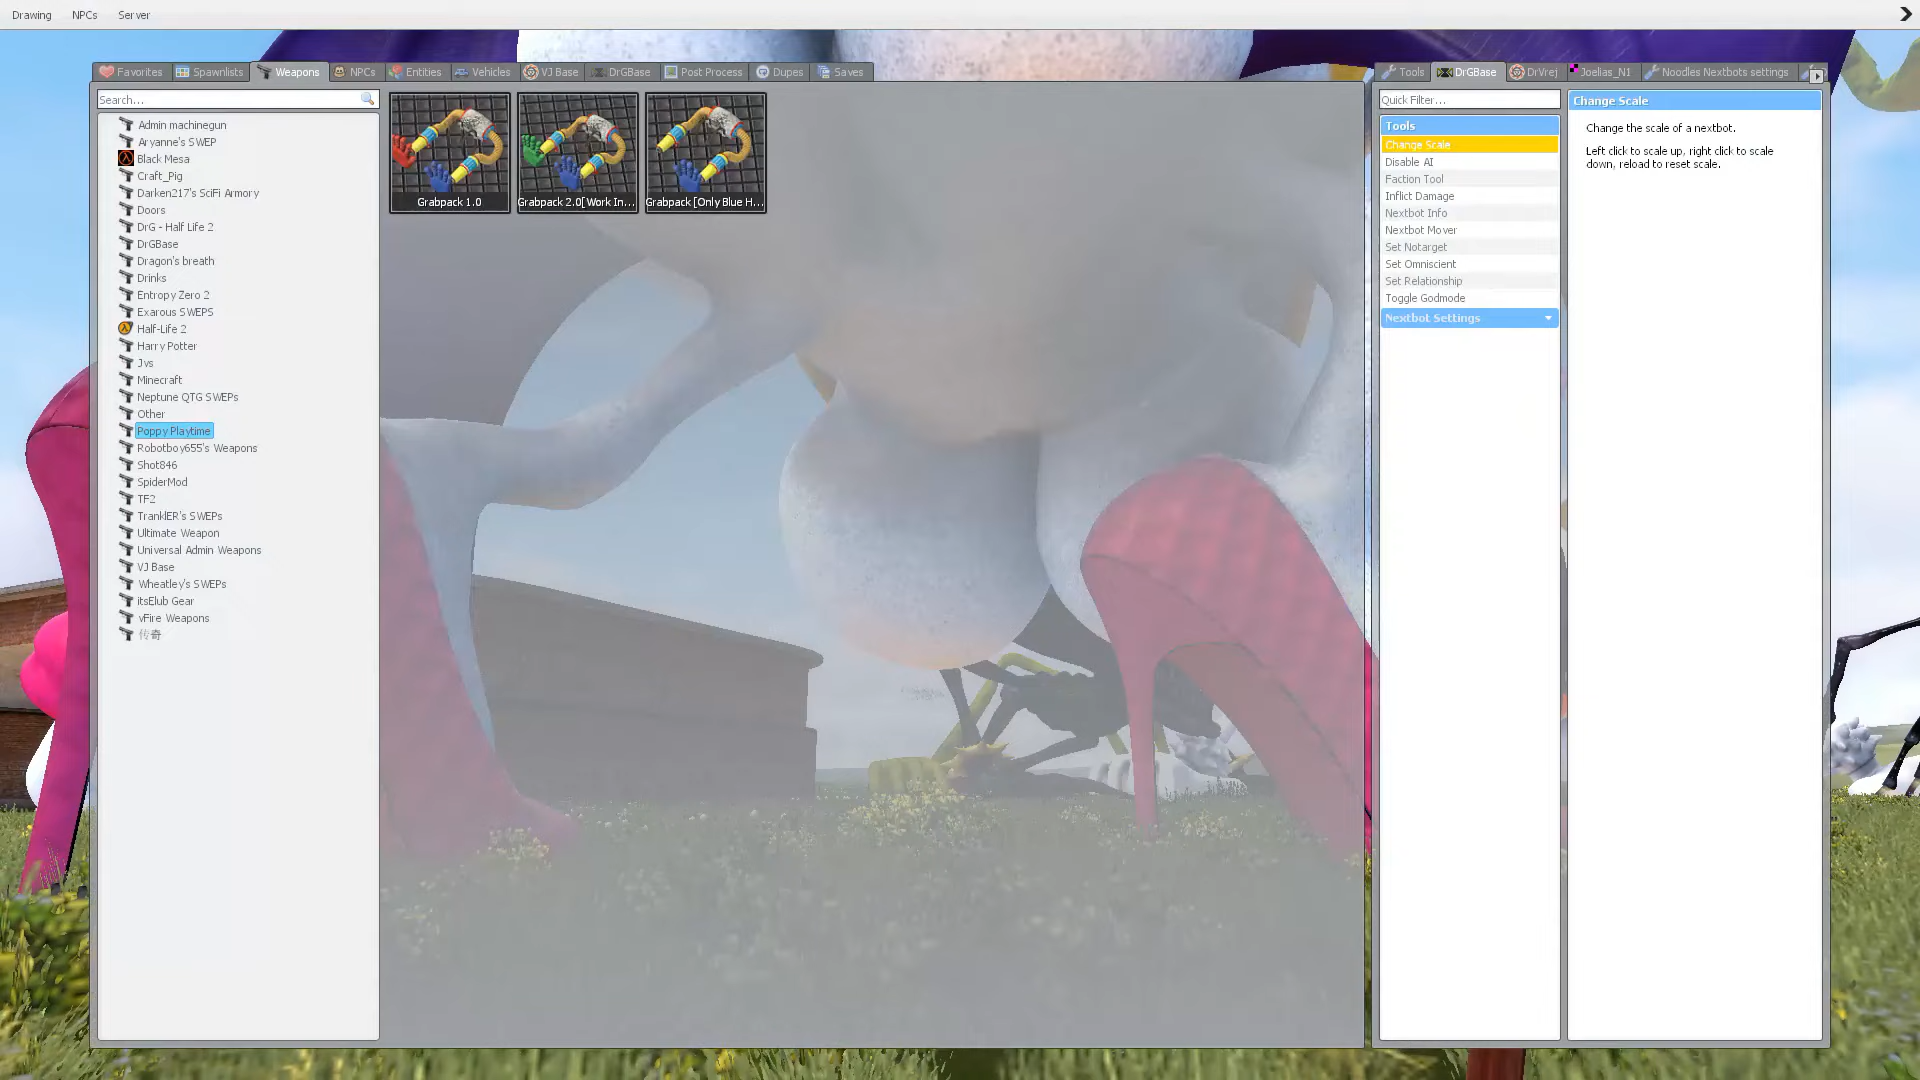 Drawing NPCs Server
Favorites Spawnlists Weapons NPCs Entities Vehicles VJ Base DrGBase Post Process Dupes Saves
Tools DrGBase DrVrej Joelias_N1 Noodles Nextbots settings
Search...
Admin machinegun
Aryanne's SWEP
Black Mesa
Craft_Pig
Darken217's SciFi Armory
Doors
DrG - Half Life 2
DrGBase
Dragon's breath
Drinks
Entropy Zero 2
Exarous SWEPS
Half-Life 2
Harry Potter
Jvs
Minecraft
Neptune QTG SWEPs
Other
Poppy Playtime
Robotboy655's Weapons
Shot846
SpiderMod
TF2
TranklER's SWEPs
Ultimate Weapon
Universal Admin Weapons
VJ Base
Wheatley's SWEPs
itsElub Gear
vFire Weapons
传奇
Grabpack 1.0
Grabpack 2.0[Work In...
Grabpack [Only Blue H...
Quick Filter...
Tools
Change Scale
Disable AI
Faction Tool
Inflict Damage
Nextbot Info
Nextbot Mover
Set Notarget
Set Omniscient
Set Relationship
Toggle Godmode
Nextbot Settings
Change Scale
Change the scale of a nextbot.
Left click to scale up, right click to scale
down, reload to reset scale.